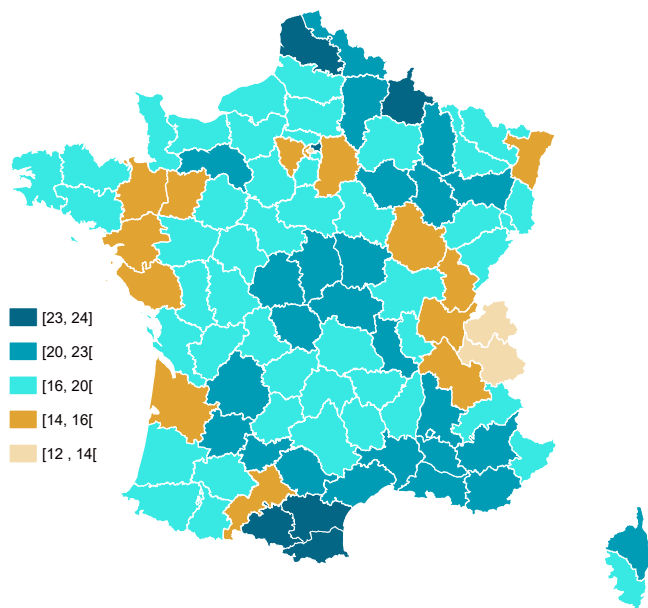 [23, 24]
[20, 23[
[16, 20[
[14, 16[
[12 , 14[